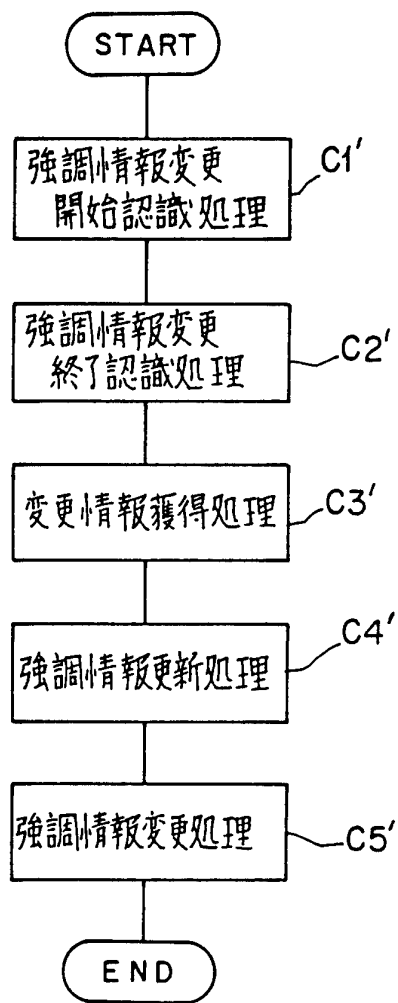 START
強調情報変更
開始認識処理
C1'
強調情報変更
終了認識処理
C2'
変更情報獲得処理
C3'
強調情報更新処理
C4'
強調情報変更処理
C5'
END